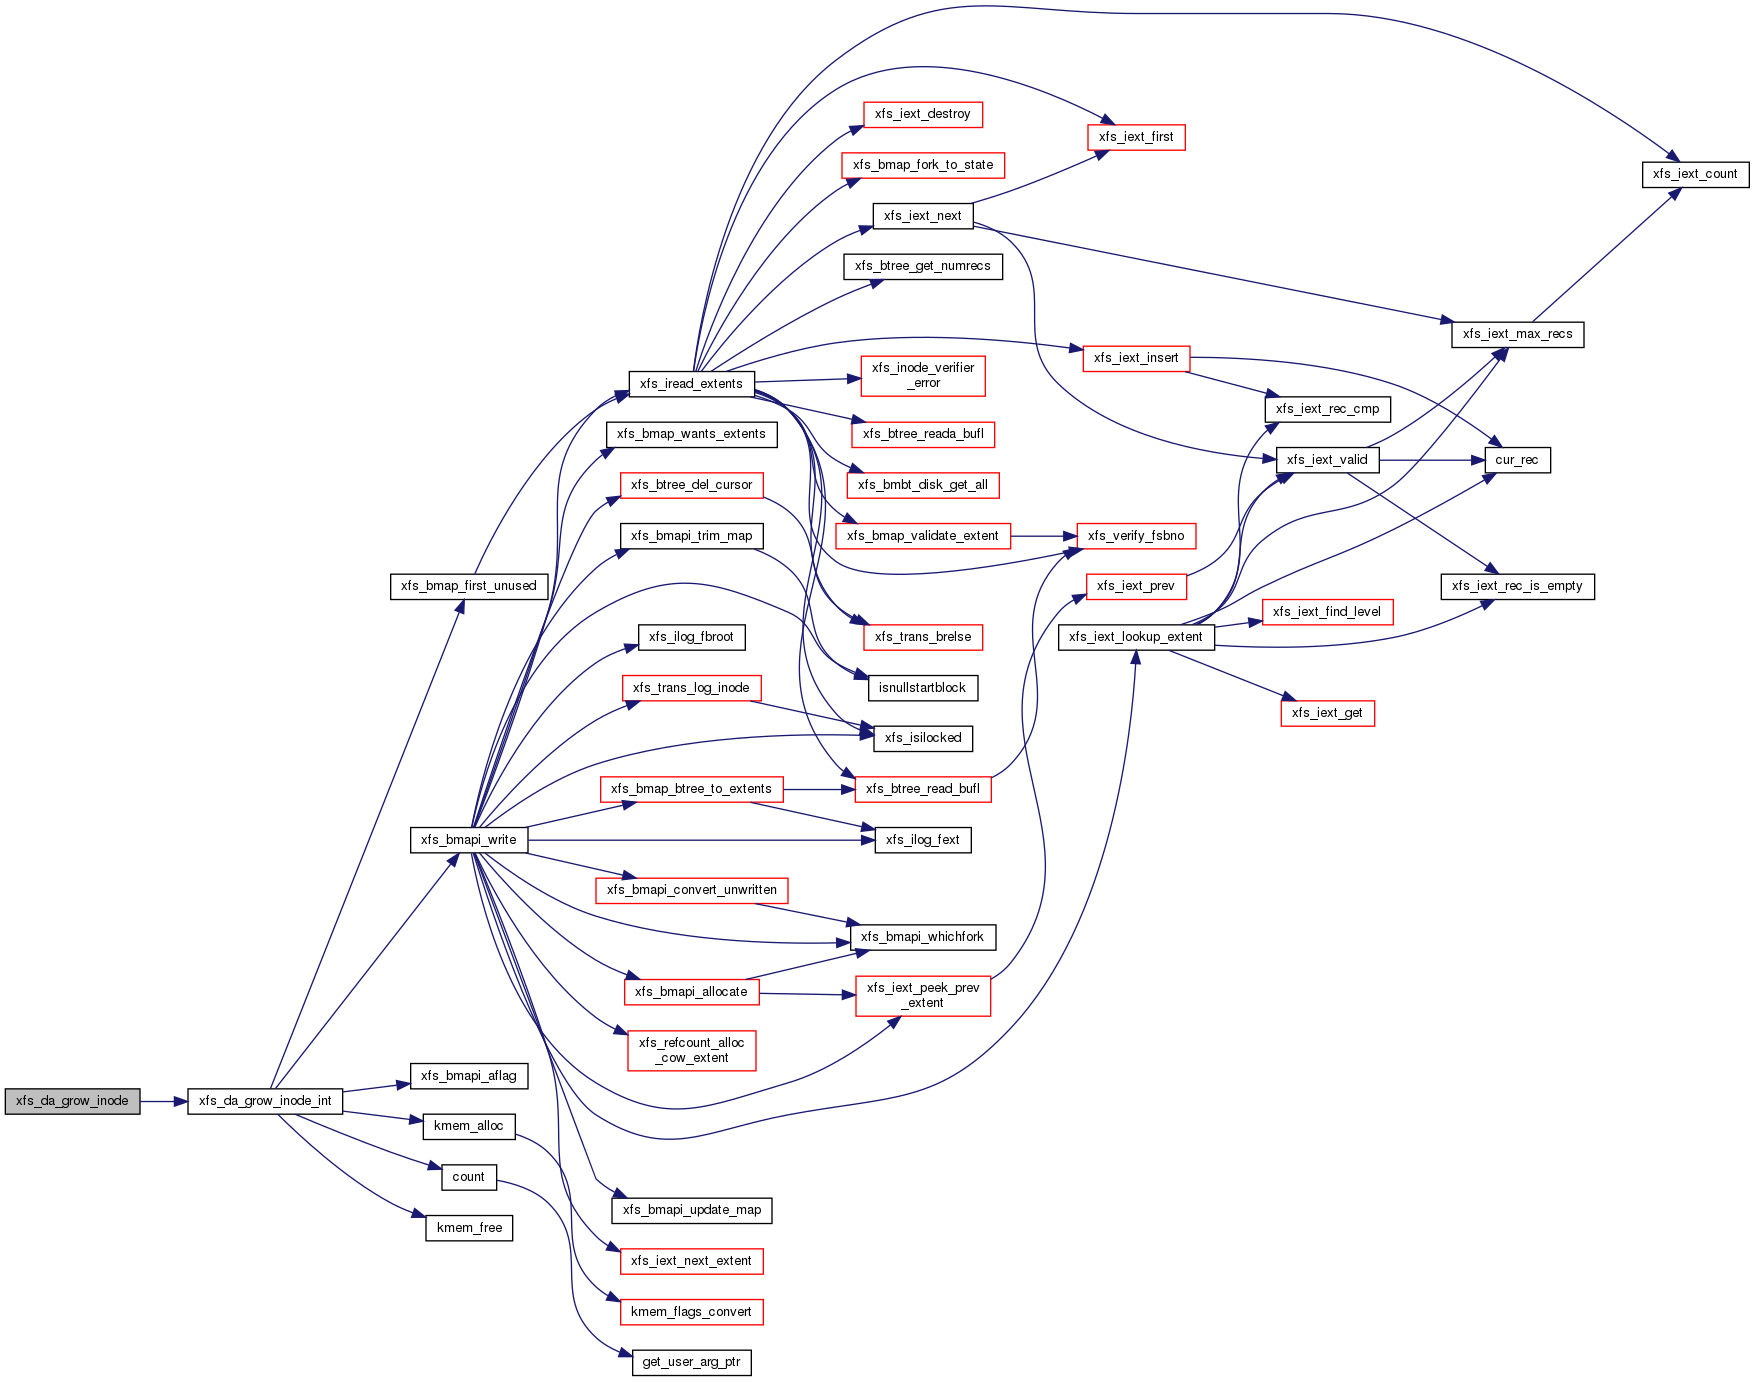 xfs_da_grow_inode
xfs_da_grow_inode_int
xfs_bmap_first_unused
xfs_bmapi_write
xfs_bmapi_aflag
kmem_alloc
count
kmem_free
xfs_iread_extents
xfs_bmap_wants_extents
xfs_btree_del_cursor
xfs_bmapi_trim_map
xfs_ilog_fbroot
xfs_trans_log_inode
xfs_bmap_btree_to_extents
xfs_bmapi_convert_unwritten
xfs_bmapi_allocate
xfs_refcount_alloc
_cow_extent
xfs_bmapi_update_map
xfs_iext_next_extent
kmem_flags_convert
get_user_arg_ptr
xfs_iext_destroy
xfs_bmap_fork_to_state
xfs_iext_next
xfs_btree_get_numrecs
xfs_inode_verifier
_error
xfs_btree_reada_bufl
xfs_bmbt_disk_get_all
xfs_bmap_validate_extent
xfs_trans_brelse
isnullstartblock
xfs_isilocked
xfs_btree_read_bufl
xfs_ilog_fext
xfs_bmapi_whichfork
xfs_iext_peek_prev
_extent
xfs_iext_first
xfs_iext_insert
xfs_verify_fsbno
xfs_iext_prev
xfs_iext_lookup_extent
xfs_iext_rec_cmp
xfs_iext_valid
xfs_iext_find_level
xfs_iext_get
xfs_iext_max_recs
cur_rec
xfs_iext_rec_is_empty
xfs_iext_count